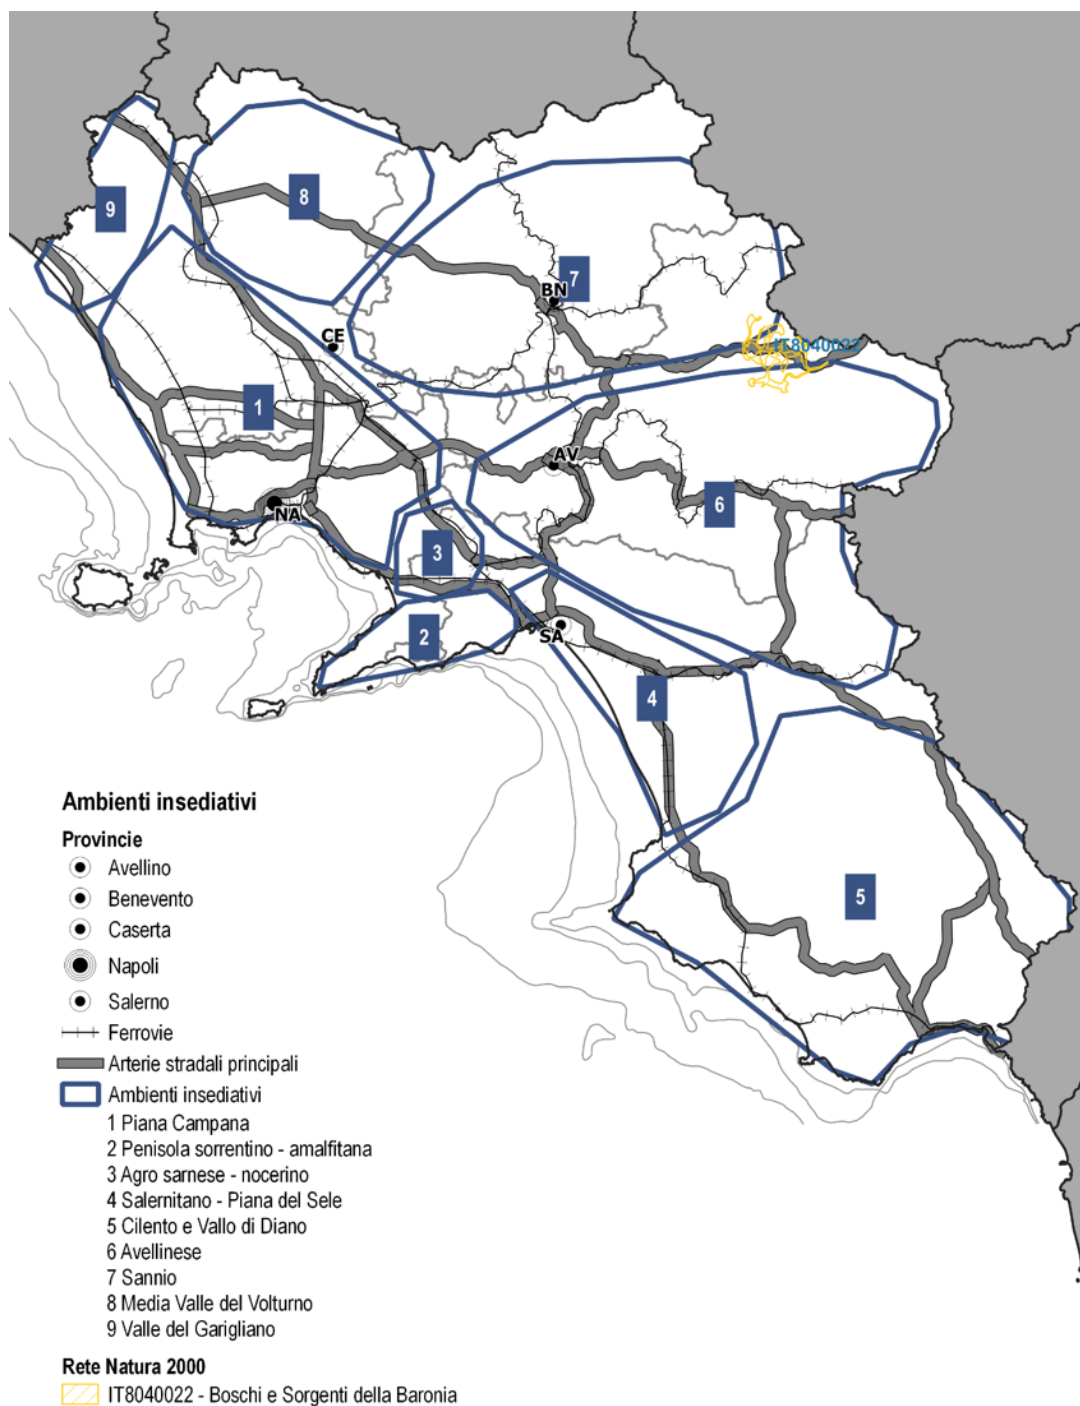 9
8
7
BN
IT8040022
CE
1
AV
6
NA
3
2
SA
4
5
Ambienti insediativi
Provincie
Avellino
Benevento
Caserta
Napoli
Salerno
Ferrovie
Arterie stradali principali
Ambienti insediativi
1 Piana Campana
2 Penisola sorrentino - amalfitana
3 Agro sarnese - nocerino
4 Salernitano - Piana del Sele
5 Cilento e Vallo di Diano
6 Avellinese
7 Sannio
8 Media Valle del Volturno
9 Valle del Garigliano
Rete Natura 2000
IT8040022 - Boschi e Sorgenti della Baronia